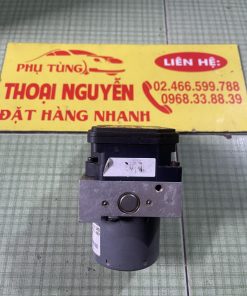 PHỤ TÙNG
LIÊN HỆ:
THOẠI NGUYỄN
02.466.599.788
0968.33.88.39
ĐẶT HÀNG NHANH